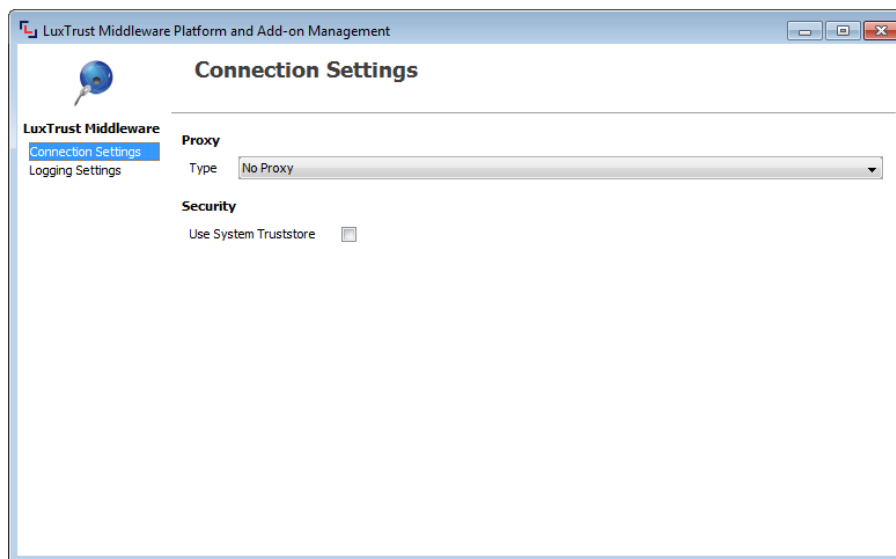 LuxTrust Middleware Platform and Add-on Management
Connection Settings
LuxTrust Middleware
Connection Settings
Logging Settings
Proxy
Type No Proxy
Security
Use System Truststore